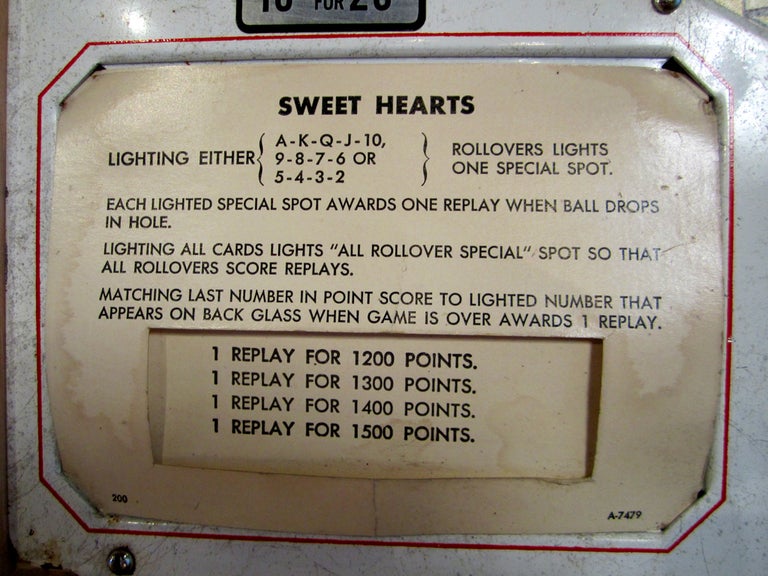 FOR
SWEET HEARTS
LIGHTING EITHER { A-K-Q-J-10, 9-8-7-6 OR 5-4-3-2 } ROLLOVERS LIGHTS ONE SPECIAL SPOT.
EACH LIGHTED SPECIAL SPOT AWARDS ONE REPLAY WHEN BALL DROPS
IN HOLE.
LIGHTING ALL CARDS LIGHTS "ALL ROLLOVER SPECIAL" SPOT SO THAT
ALL ROLLOVERS SCORE REPLAYS.
MATCHING LAST NUMBER IN POINT SCORE TO LIGHTED NUMBER THAT
APPEARS ON BACK GLASS WHEN GAME IS OVER AWARDS 1 REPLAY.
1 REPLAY FOR 1200 POINTS.
1 REPLAY FOR 1300 POINTS.
1 REPLAY FOR 1400 POINTS.
1 REPLAY FOR 1500 POINTS.
200
A-7479